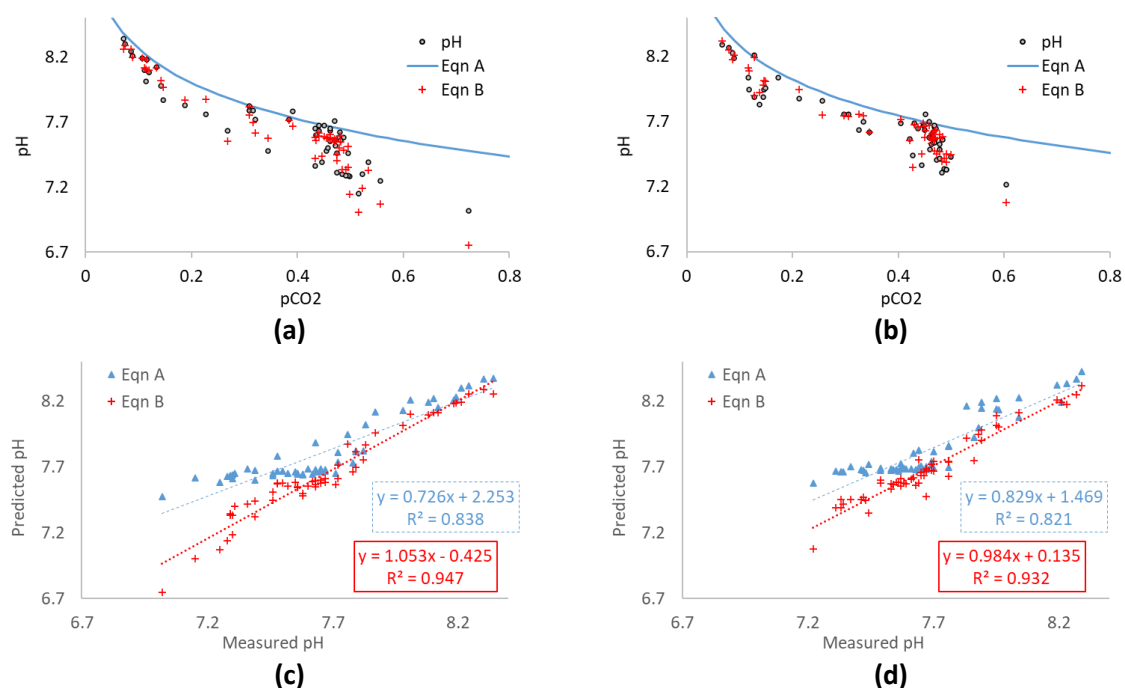 8.2
7.7
7.2
6.7
pH
pH
Eqn A
Eqn B
0
0.2
0.4
0.6
0.8
pCO2
(a)
8.2
7.7
7.2
6.7
pH
pH
Eqn A
Eqn B
0
0.2
0.4
0.6
0.8
pCO2
(b)
Eqn A
Eqn B
8.2
7.7
7.2
6.7
Predicted pH
y = 0.726x + 2.253
R² = 0.838
y = 1.053x - 0.425
R² = 0.947
6.7
7.2
7.7
8.2
Measured pH
(c)
Eqn A
Eqn B
8.2
7.7
7.2
6.7
Predicted pH
y = 0.829x + 1.469
R² = 0.821
y = 0.984x + 0.135
R² = 0.932
6.7
7.2
7.7
8.2
Measured pH
(d)